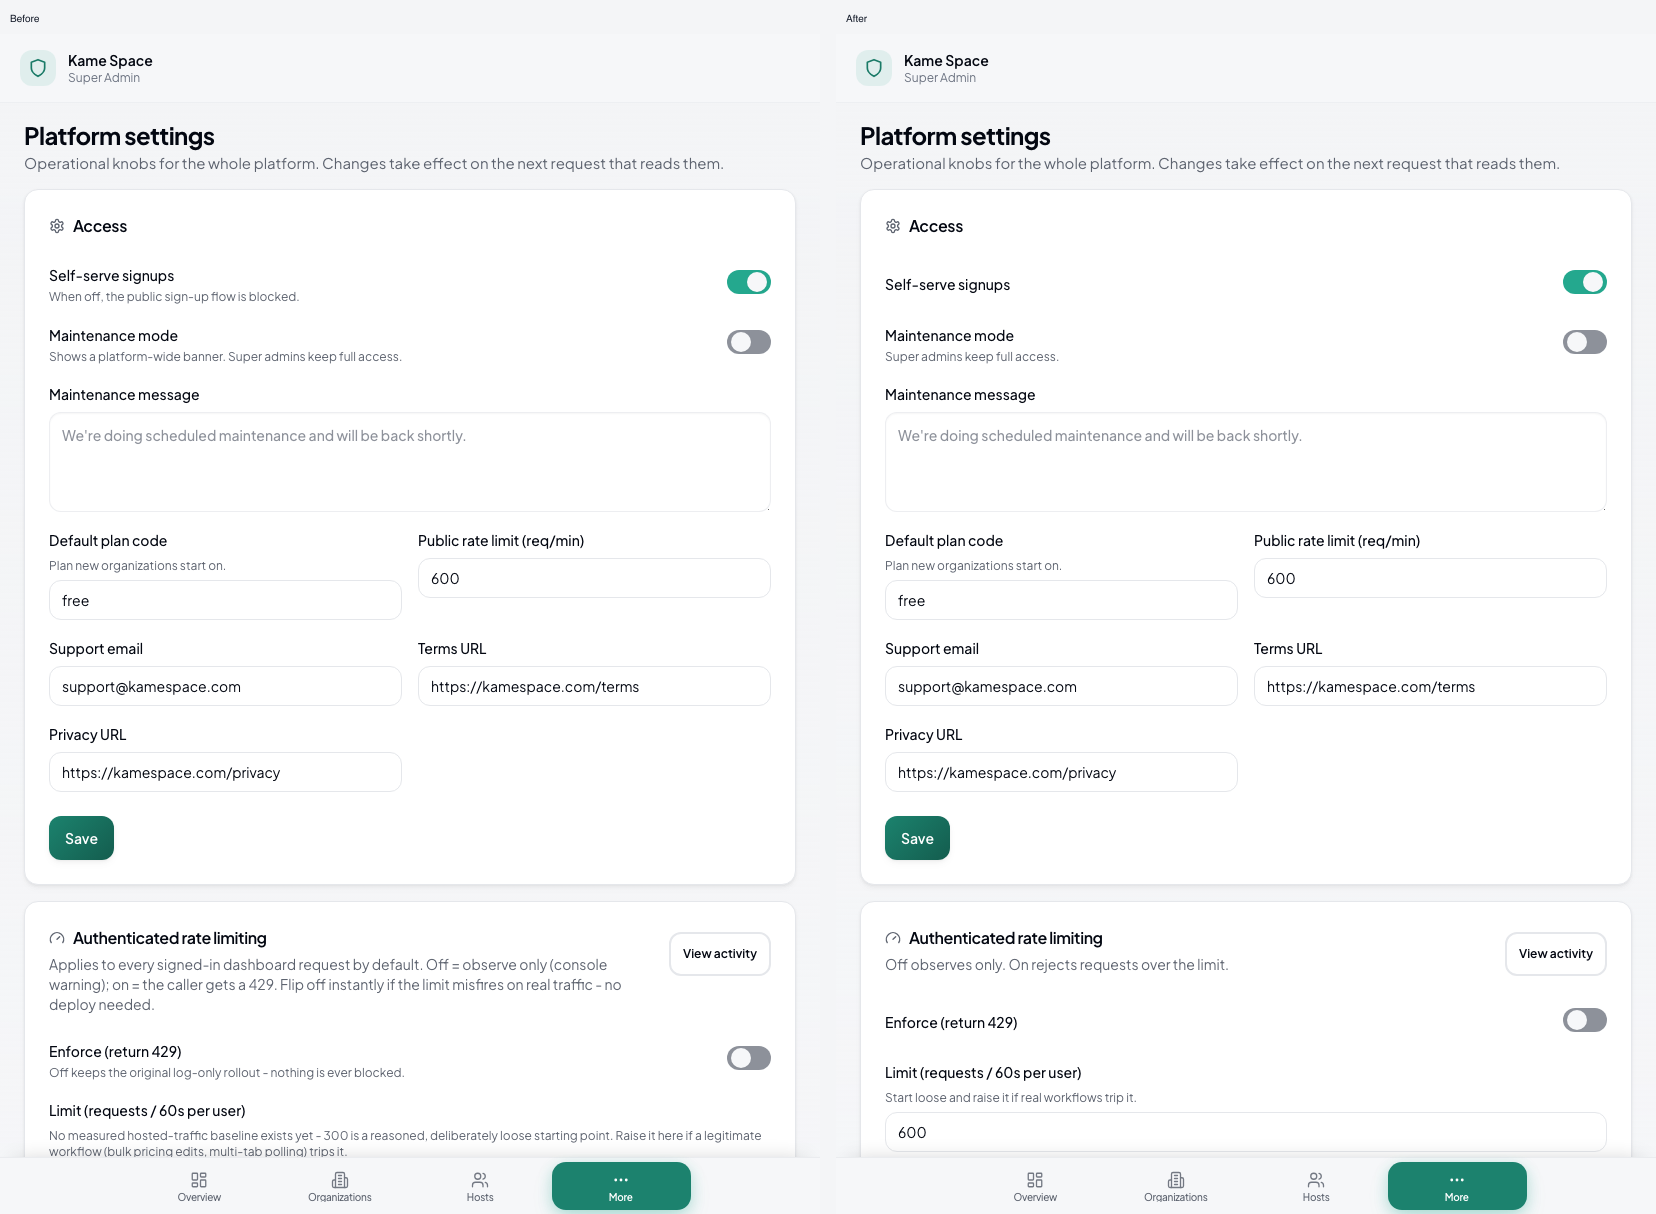 Before
Kame Space
Super Admin
Platform settings
Operational knobs for the whole platform. Changes take effect on the next request that reads them.
Access
Self-serve signups
When off, the public sign-up flow is blocked.
Maintenance mode
Shows a platform-wide banner. Super admins keep full access.
Maintenance message
We're doing scheduled maintenance and will be back shortly.
Default plan code
Plan new organizations start on.
free
Public rate limit (req/min)
600
Support email
support@kamespace.com
Terms URL
https://kamespace.com/terms
Privacy URL
https://kamespace.com/privacy
Save
Authenticated rate limiting
Applies to every signed-in dashboard request by default. Off = observe only (console
warning); on = the caller gets a 429. Flip off instantly if the limit misfires on real traffic - no
deploy needed.
View activity
Enforce (return 429)
Off keeps the original log-only rollout - nothing is ever blocked.
Limit (requests / 60s per user)
No measured hosted-traffic baseline exists yet - 300 is a reasoned, deliberately loose starting point. Raise it here if a legitimate
workflow (bulk pricing edits, multi-tab polling) trips it.
Overview
Organizations
Hosts
More
After
Kame Space
Super Admin
Platform settings
Operational knobs for the whole platform. Changes take effect on the next request that reads them.
Access
Self-serve signups
Maintenance mode
Super admins keep full access.
Maintenance message
We're doing scheduled maintenance and will be back shortly.
Default plan code
Plan new organizations start on.
free
Public rate limit (req/min)
600
Support email
support@kamespace.com
Terms URL
https://kamespace.com/terms
Privacy URL
https://kamespace.com/privacy
Save
Authenticated rate limiting
Off observes only. On rejects requests over the limit.
View activity
Enforce (return 429)
Limit (requests / 60s per user)
Start loose and raise it if real workflows trip it.
600
Overview
Organizations
Hosts
More